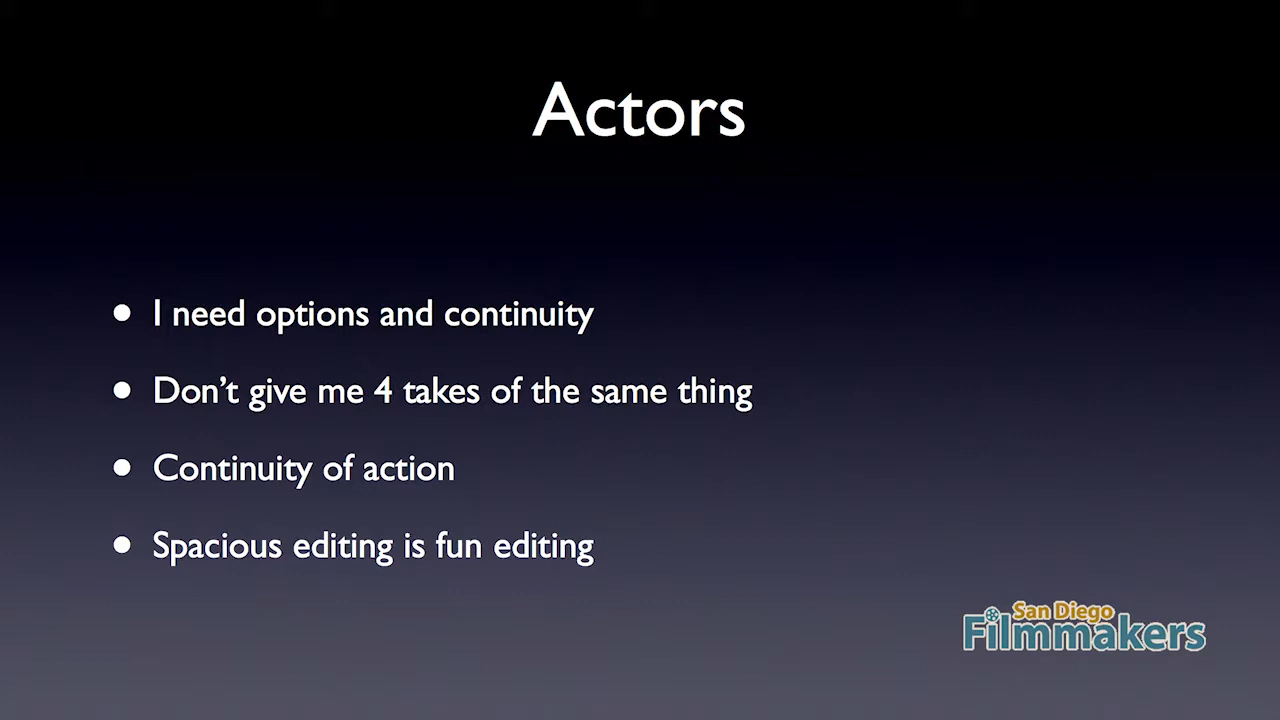 Actors
• I need options and continuity
• Don’t give me 4 takes of the same thing
• Continuity of action
• Spacious editing is fun editing
San Diego
Filmmakers